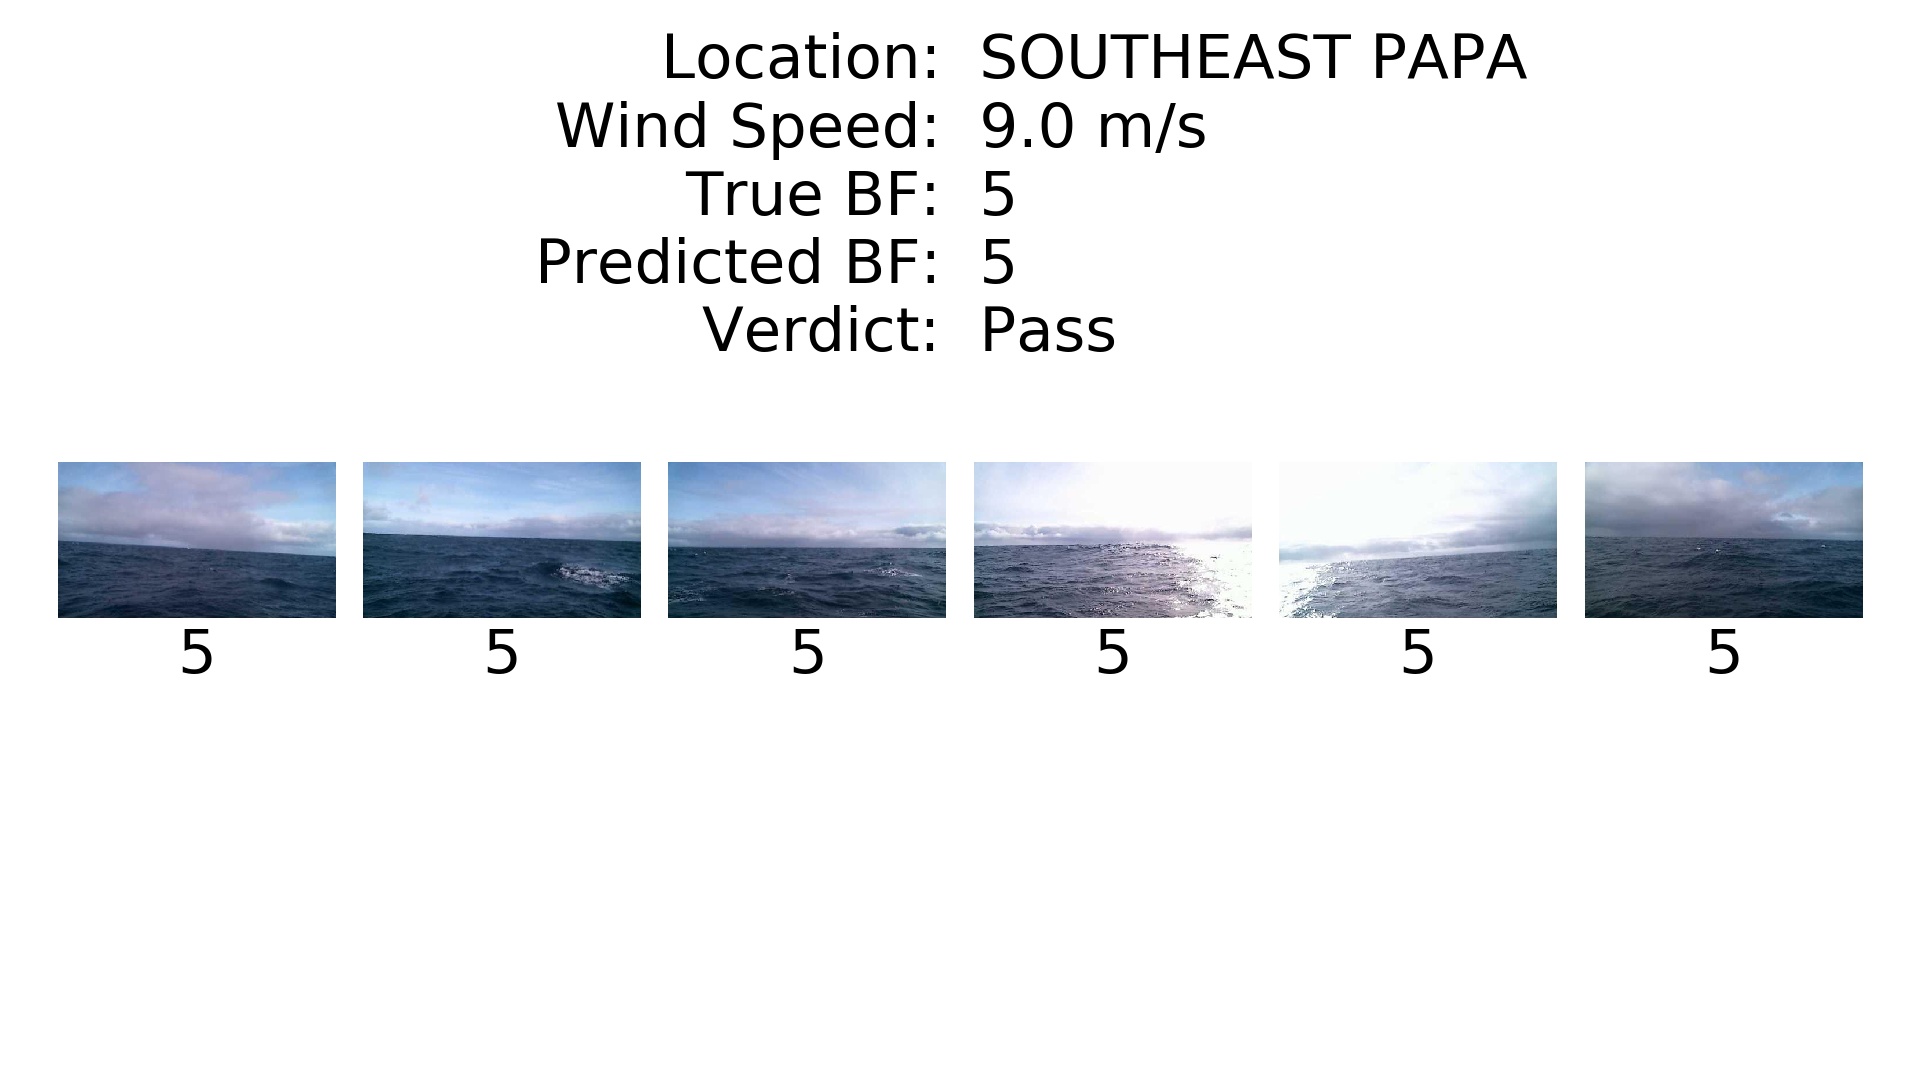 Location: SOUTHEAST PAPA
Wind Speed: 9.0 m/s
True BF: 5
Predicted BF: 5
Verdict: Pass
5 5 5 5 5 5